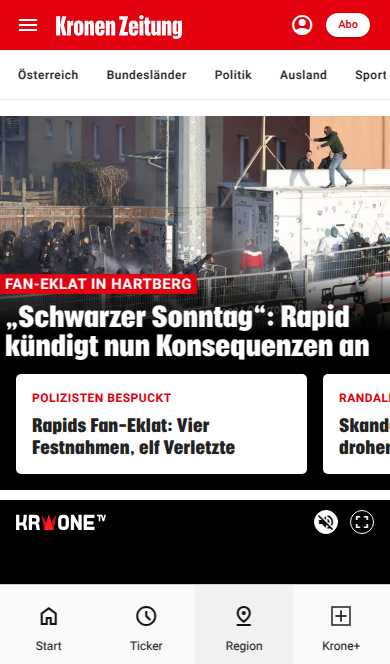 Kronen Zeitung
Abo
Österreich Bundesländer Politik Ausland Sport
FAN-EKLAT IN HARTBERG
„Schwarzer Sonntag“: Rapid
kündigt nun Konsequenzen an
POLIZISTEN BESPUCKT
Rapids Fan-Eklat: Vier
Festnahmen, elf Verletzte
RANDAL
Skand
droher
KRONE TV
Start Ticker Region Krone+